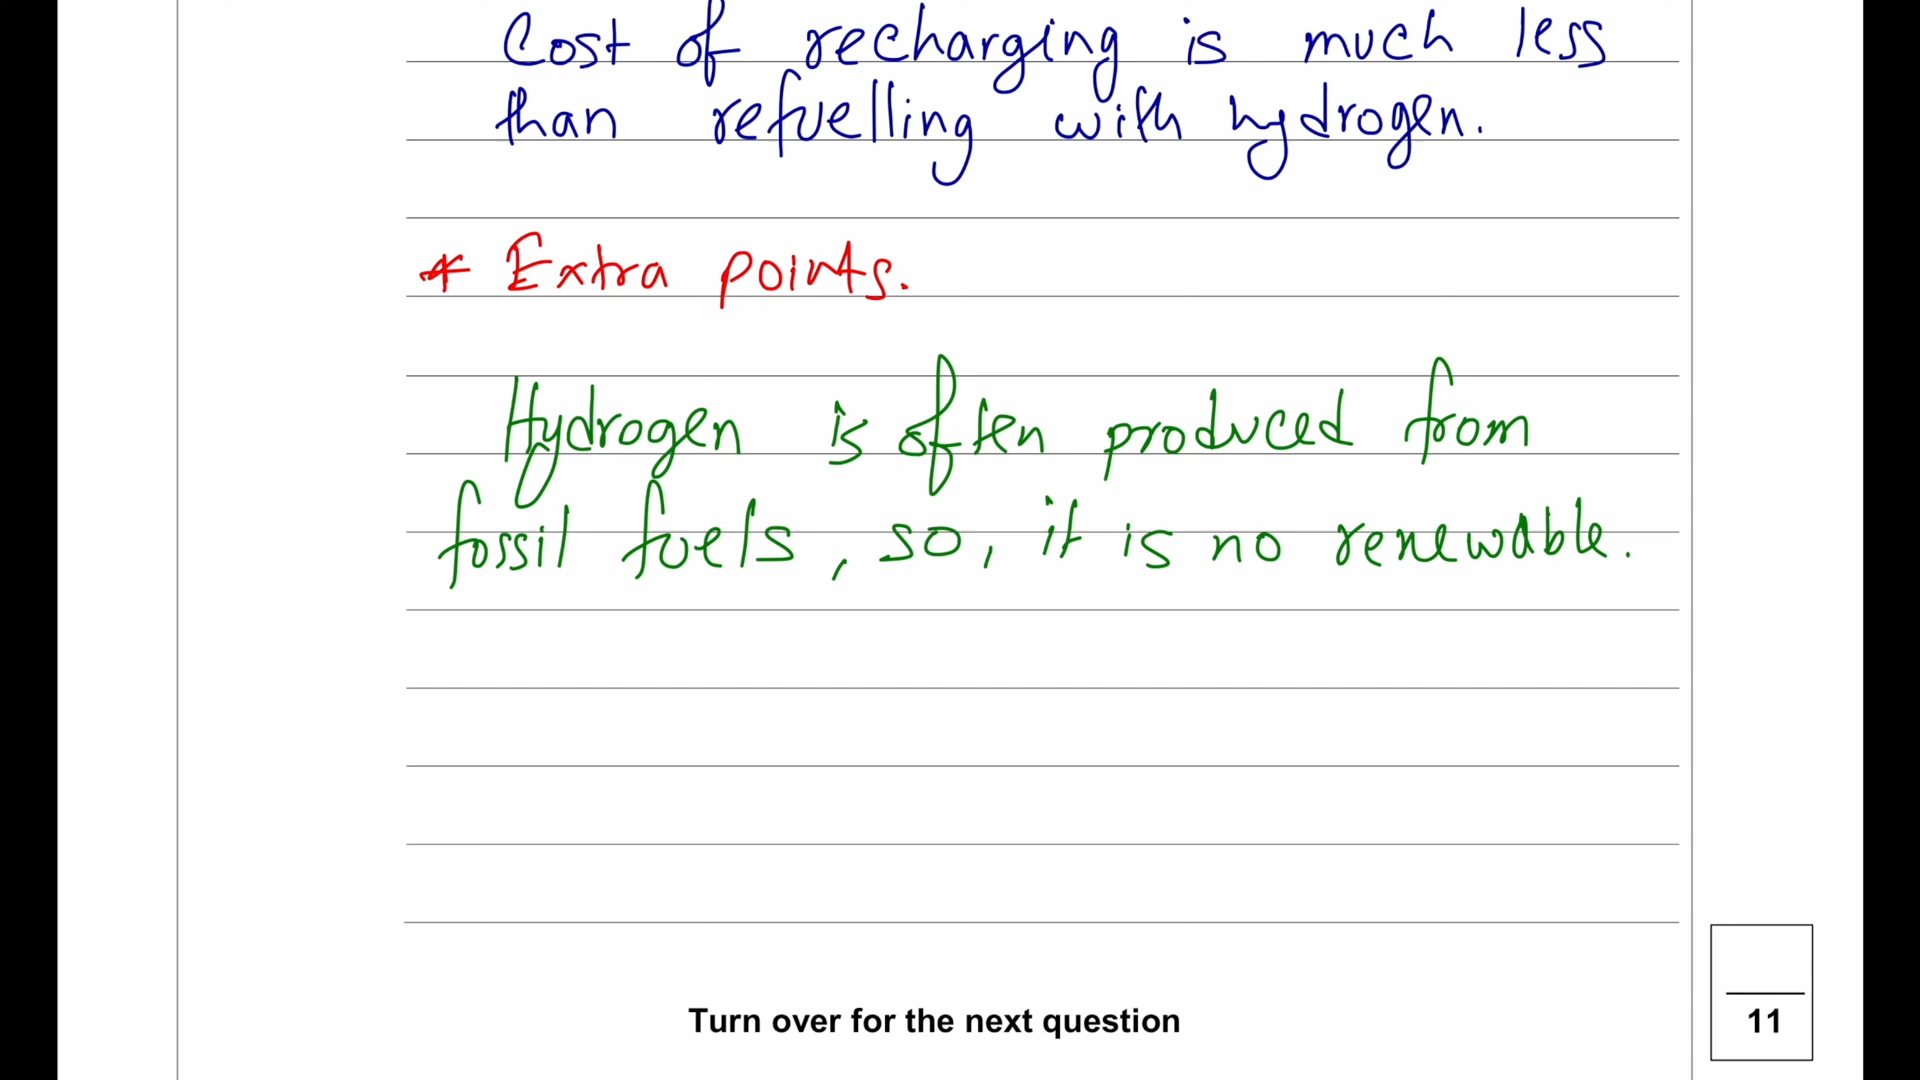 Cost of recharging is much less
than refuelling with hydrogen.
* Extra points.
Hydrogen is often produced from
fossil fuels, so, it is no renewable.
Turn over for the next question
11